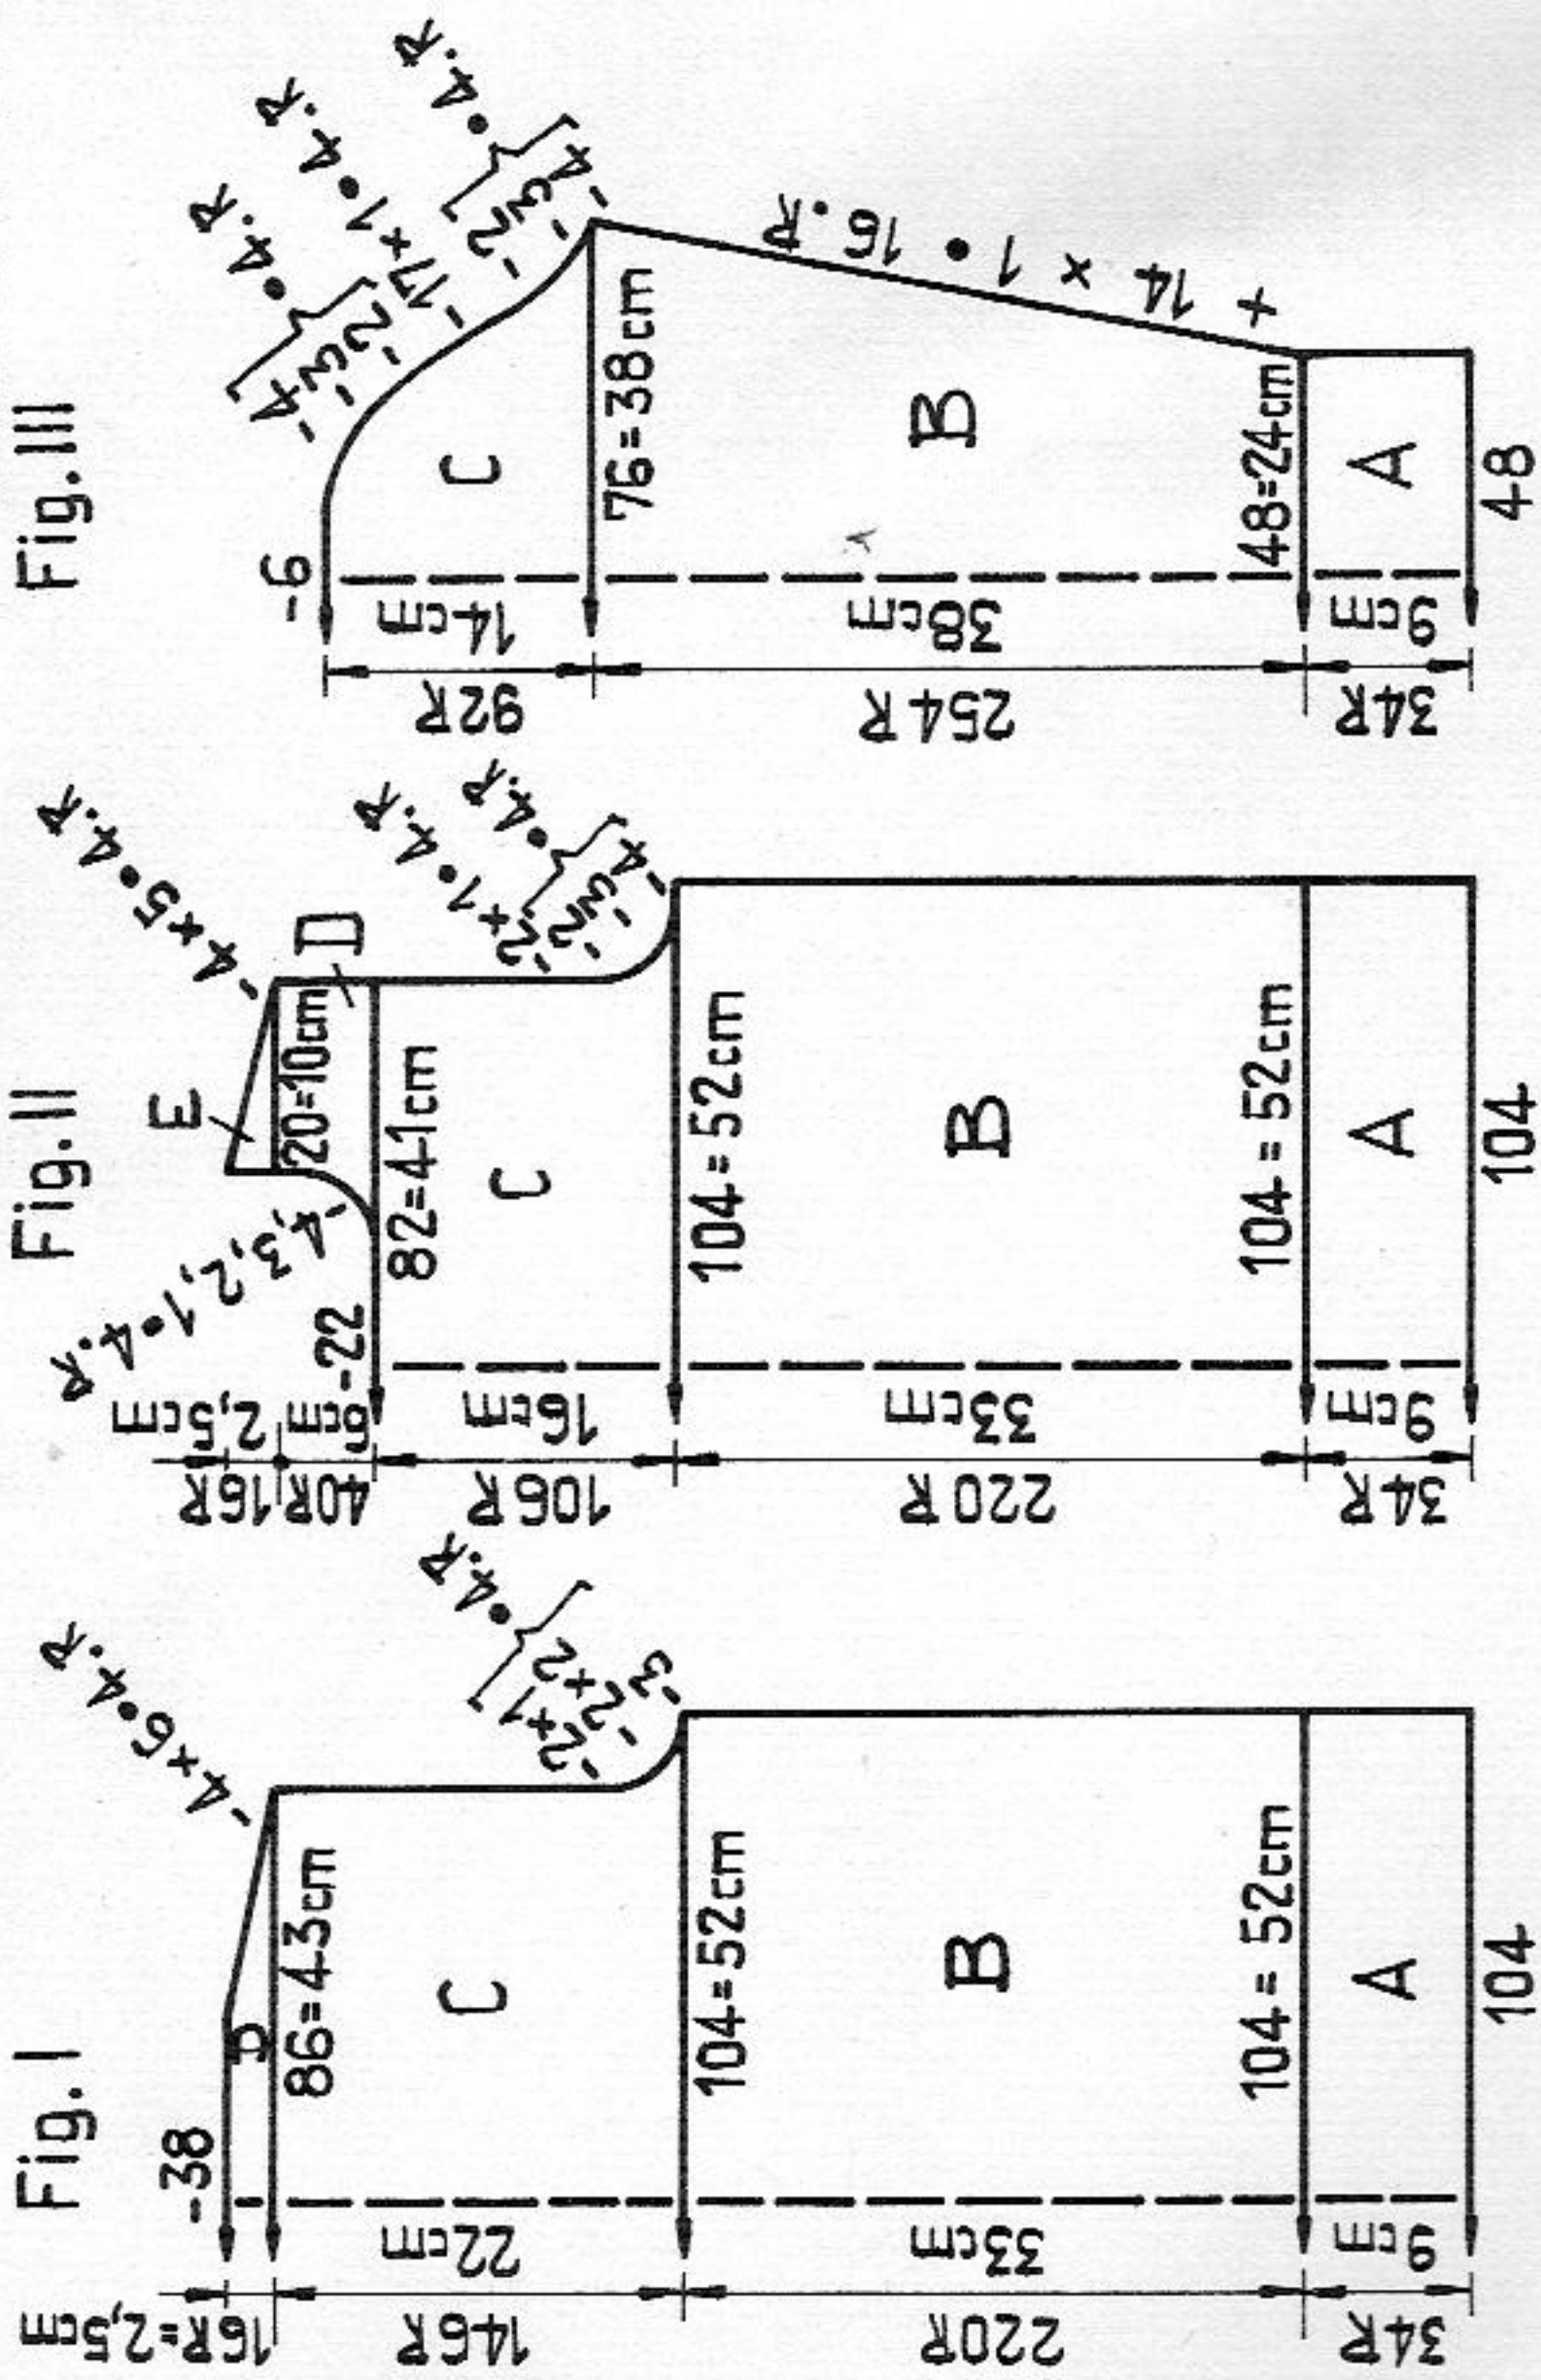 Fig. I
-38
D
-4×6•4.R
16R=2,5cm
86=43cm
C
-2×1
-2×2
-3
•4.R
146R
22cm
104=52cm
B
220R
33cm
104=52cm
A
34R
9cm
104
Fig. II
E
-4×5•4.R
D
20=10cm
-4,3,2,1•4.R
-22
16R
2,5cm
40R
6cm
82=41cm
C
-2×1•4.R
-2
-3
-4
•4.R
106R
16cm
104=52cm
B
220R
33cm
104=52cm
A
34R
9cm
104
Fig. III
-6
-4
-3
-2
•4.R
-17×1•4.R
-2
-3
-4
•4.R
C
92R
14cm
76=38cm
B
+ 14 × 1 • 16.R
254R
38cm
48=24cm
A
34R
9cm
48